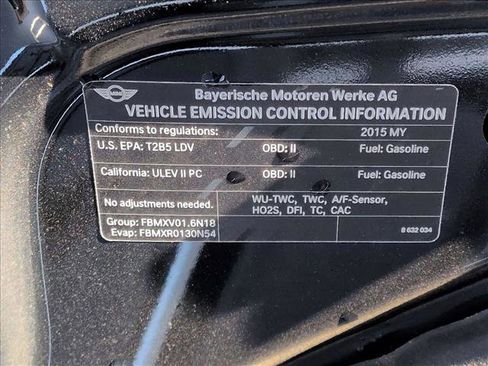 MINI
Bayerische Motoren Werke AG
VEHICLE EMISSION CONTROL INFORMATION
Conforms to regulations: 2015 MY
U.S. EPA: T2B5 LDV OBD: II Fuel: Gasoline
California: ULEV II PC OBD: II Fuel: Gasoline
No adjustments needed. WU-TWC, TWC, A/F-Sensor,
HO2S, DFI, TC, CAC
Group: FBMXV01.6N18
Evap: FBMXR0130N54 8 632 034